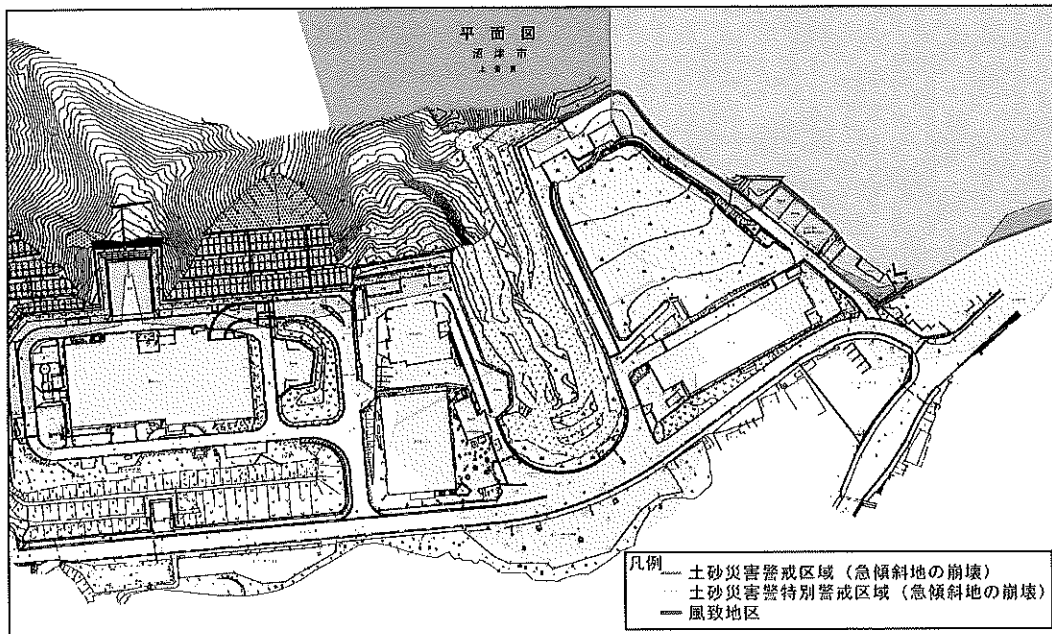 平面図
沼津市
凡例
土砂災害警戒区域（急傾斜地の崩壊）
土砂災害警特別警戒区域（急傾斜地の崩壊）
風致地区